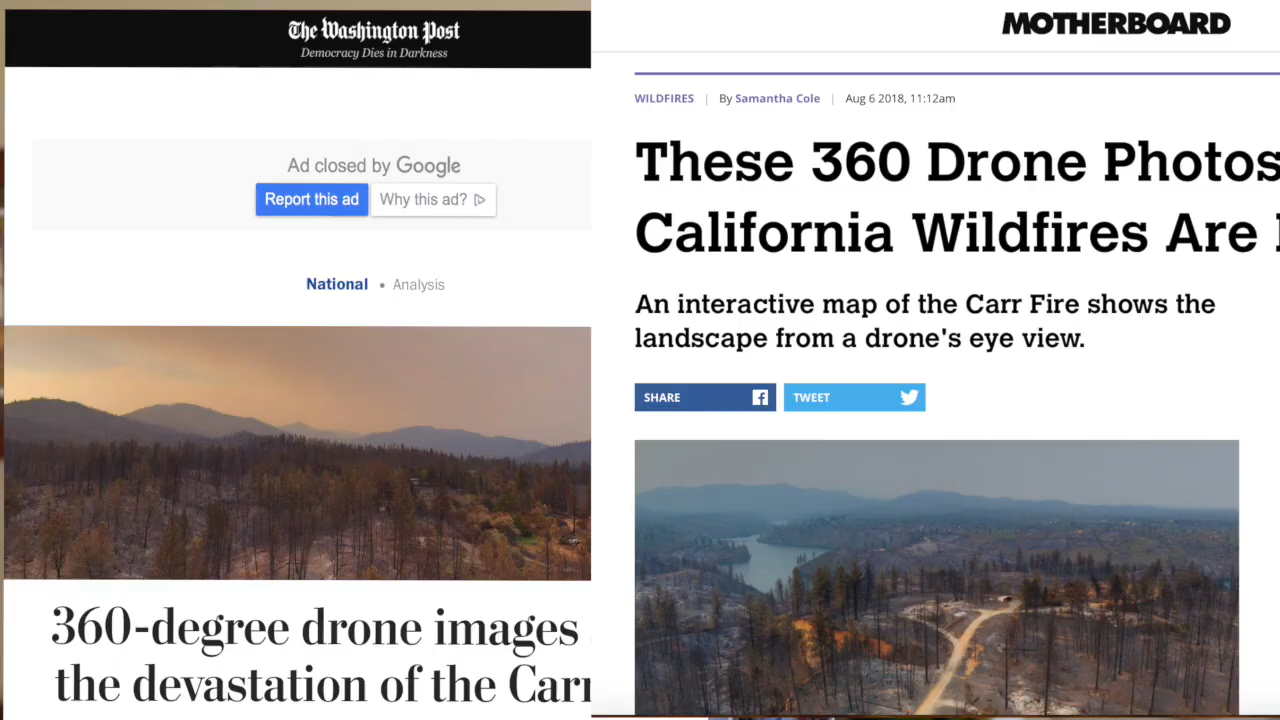 The Washington Post
Democracy Dies in Darkness
Ad closed by Google
Report this ad
Why this ad?
National • Analysis
360-degree drone images
the devastation of the Carr
MOTHERBOARD
WILDFIRES | By Samantha Cole | Aug 6 2018, 11:12am
These 360 Drone Photos
California Wildfires Are
An interactive map of the Carr Fire shows the
landscape from a drone's eye view.
SHARE
TWEET